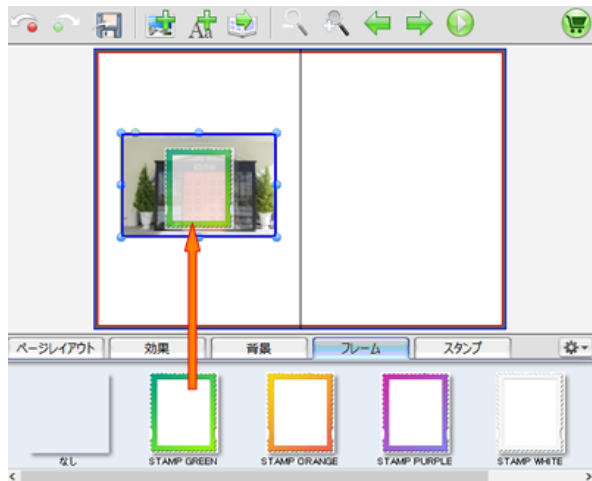 Aa
ページレイアウト
効果
背景
フレーム
スタンプ
なし
STAMP GREEN
STAMP ORANGE
STAMP PURPLE
STAMP WHITE